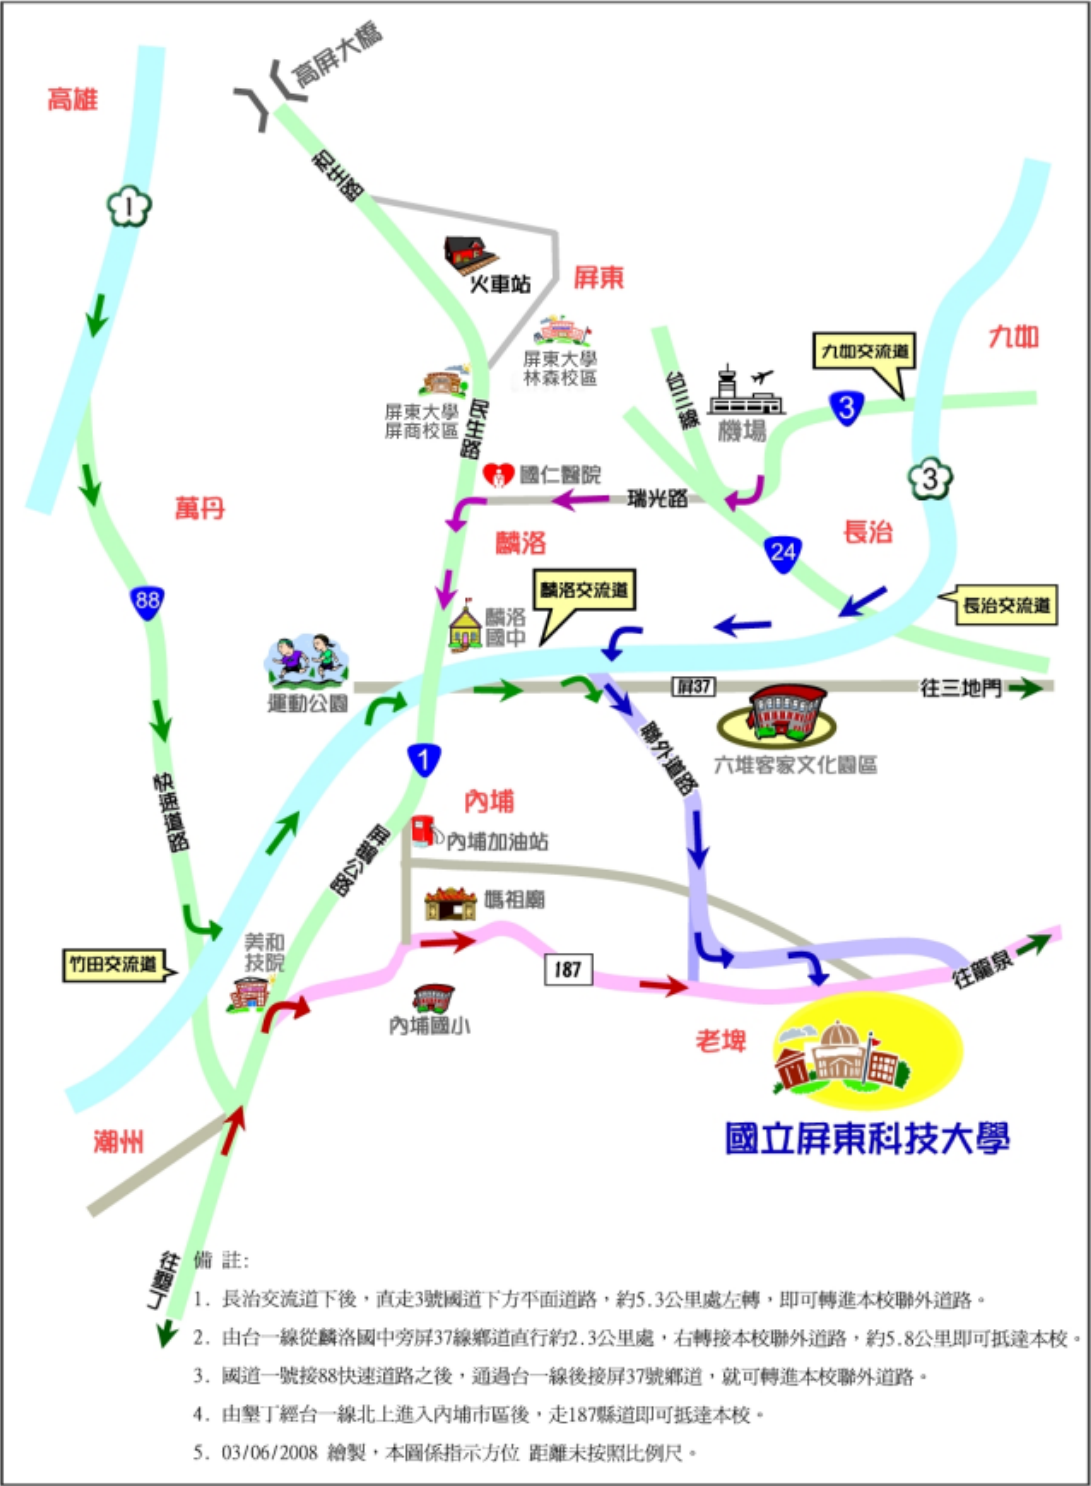 高屏大橋
高雄
1
和生路
火車站
屏東
屏東大學
林森校區
九如
九如交流道
台三線
3
機場
屏東大學
屏商校區
民生路
國仁醫院
瑞光路
3
萬丹
麟洛
長治
24
88
麟洛交流道
長治交流道
麟洛
國中
運動公園
屏37
往三地門
聯外道路
六堆客家文化園區
1
快速道路
內埔
屏鵝公路
內埔加油站
媽祖廟
竹田交流道
美和
技院
187
往龍泉
內埔國小
老埤
潮州
國立屏東科技大學
往墾丁
備 註:
1. 長治交流道下後，直走3號國道下方平面道路，約5.3公里處左轉，即可轉進本校聯外道路。
2. 由台一線從麟洛國中旁屏37線鄉道直行約2.3公里處，右轉接本校聯外道路，約5.8公里即可抵達本校。
3. 國道一號接88快速道路之後，通過台一線後接屏37號鄉道，就可轉進本校聯外道路。
4. 由墾丁經台一線北上進入內埔市區後，走187縣道即可抵達本校。
5. 03/06/2008 繪製，本圖係指示方位 距離未按照比例尺。